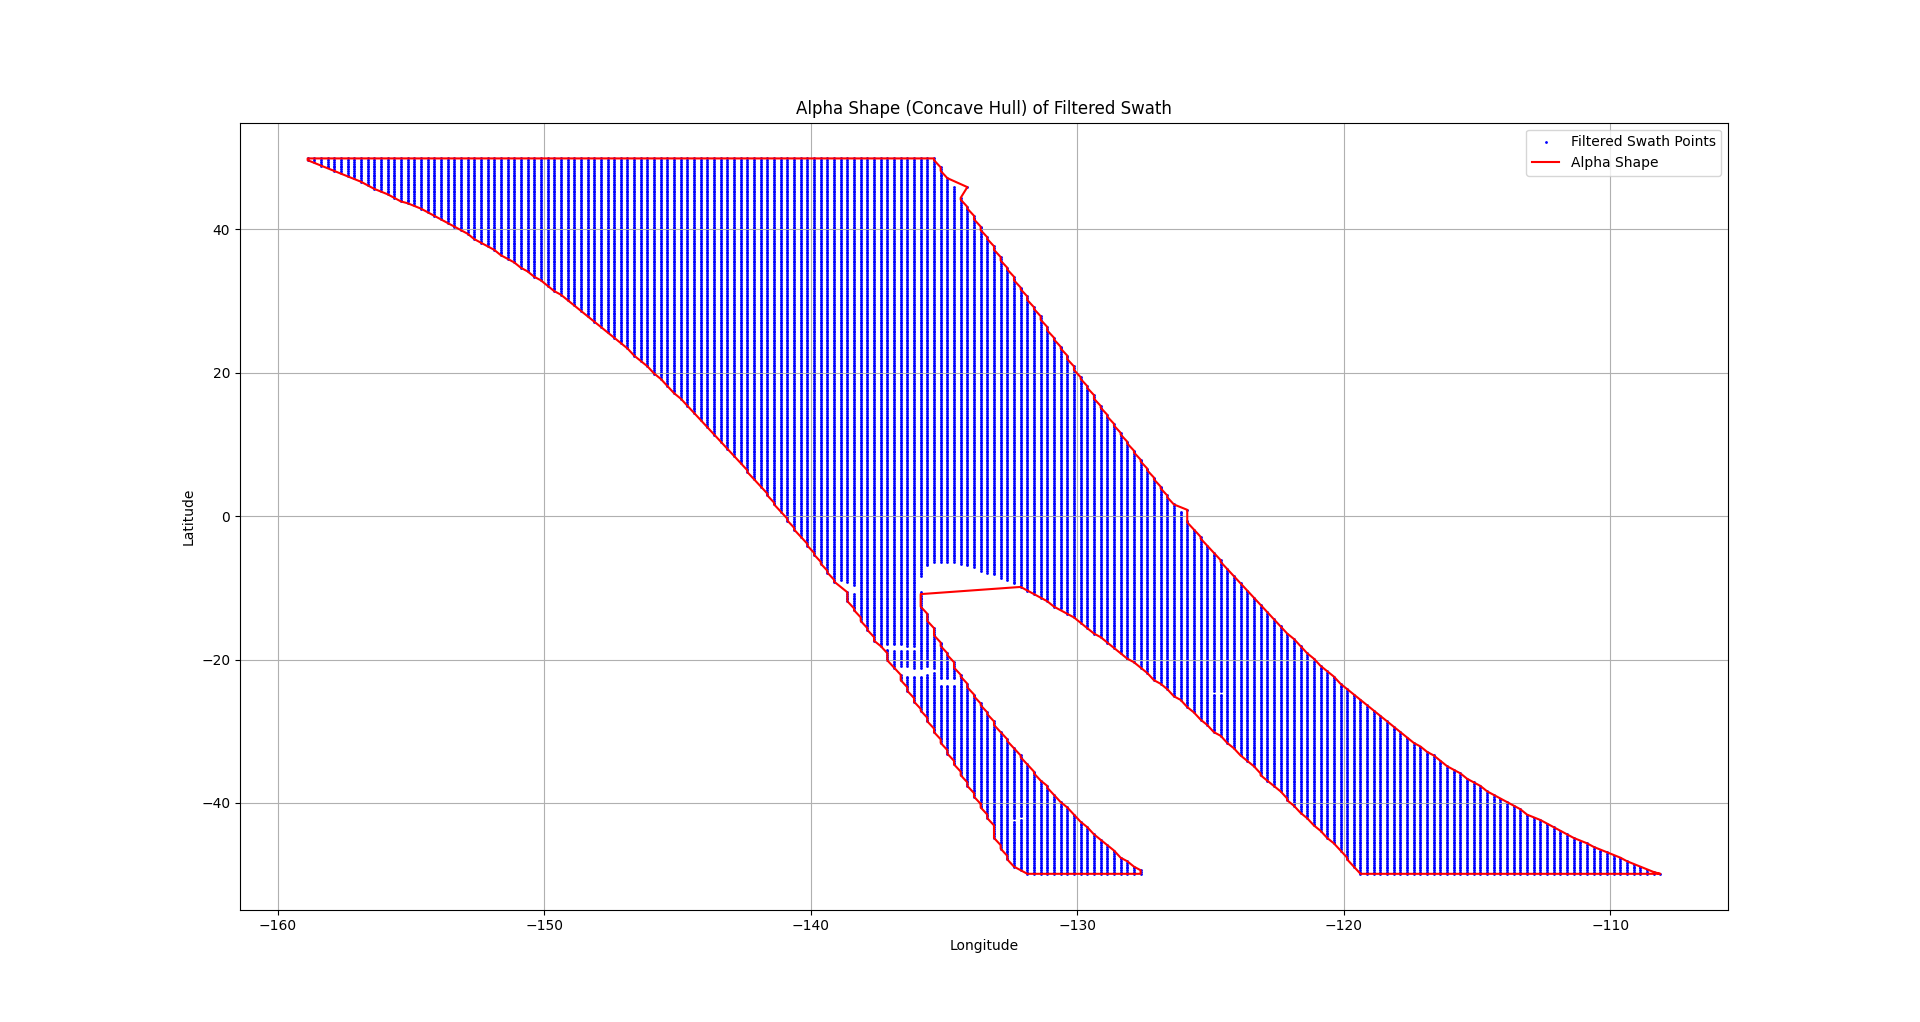 Alpha Shape (Concave Hull) of Filtered Swath
Filtered Swath Points
Alpha Shape
Latitude
40
20
0
−20
−40
−160
−150
−140
−130
−120
−110
Longitude